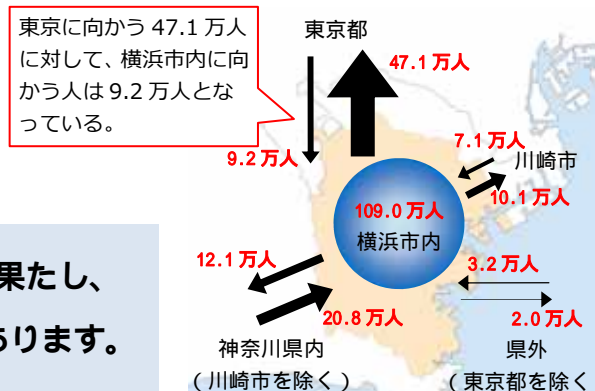 東京に向かう 47.1 万人
に対して、横浜市内に向
かう人は 9.2 万人とな
っている。
東京都
47.1 万人
9.2 万人
7.1万人
川崎市
10.1 万人
109.0 万人
横浜市内
12.1万人
20.8 万人
3.2 万人
2.0 万人
果たし、
あります。
神奈川県内
（川崎市を除く）
県外
（東京都を除く